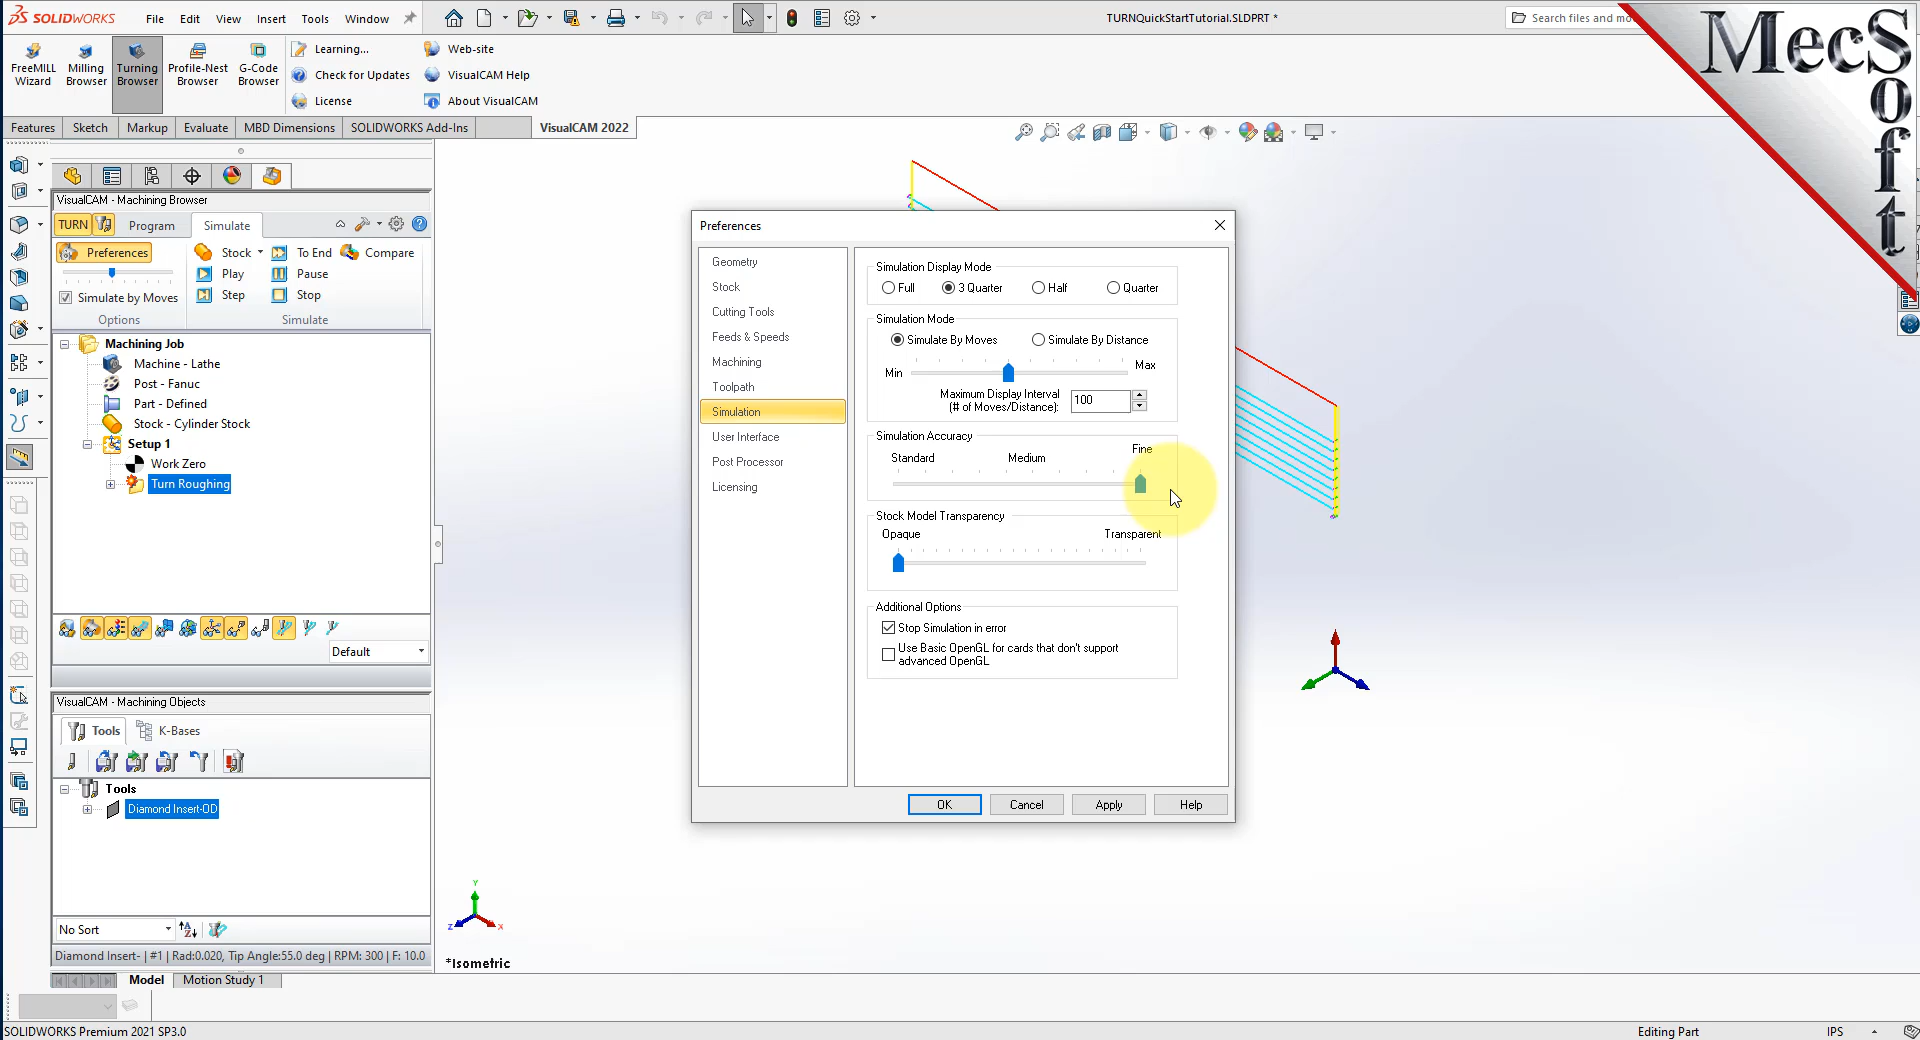 SOLIDWORKS File Edit View Insert Tools Window
TURNQuickStartTutorial.SLDPRT *
Search files and mo
MecSoft
FreeMILL Wizard
Milling Browser
Turning Browser
Profile-Nest Browser
G-Code Browser
Learning...
Check for Updates
License
Web-site
VisualCAM Help
About VisualCAM
Features Sketch Markup Evaluate MBD Dimensions SOLIDWORKS Add-Ins VisualCAM 2022
VisualCAM - Machining Browser
TURN Program Simulate
Preferences Stock To End Compare
Play Pause
Simulate by Moves Step Stop
Options Simulate
Machining Job
Machine - Lathe
Post - Fanuc
Part - Defined
Stock - Cylinder Stock
Setup 1
Work Zero
Turn Roughing
Default
VisualCAM - Machining Objects
Tools K-Bases
Tools
Diamond Insert-OD
No Sort
Diamond Insert- | #1 | Rad:0.020, Tip Angle:55.0 deg | RPM: 300 | F: 10.0
Model Motion Study 1
SOLIDWORKS Premium 2021 SP3.0
Preferences
Geometry
Stock
Cutting Tools
Feeds & Speeds
Machining
Toolpath
Simulation
User Interface
Post Processor
Licensing
Simulation Display Mode
Full 3 Quarter Half Quarter
Simulation Mode
Simulate By Moves Simulate By Distance
Min Max
Maximum Display Interval
(# of Moves/Distance): 100
Simulation Accuracy
Standard Medium Fine
Stock Model Transparency
Opaque Transparent
Additional Options
Stop Simulation in error
Use Basic OpenGL for cards that don't support
advanced OpenGL
OK Cancel Apply Help
Y
Z X
*Isometric
Editing Part IPS